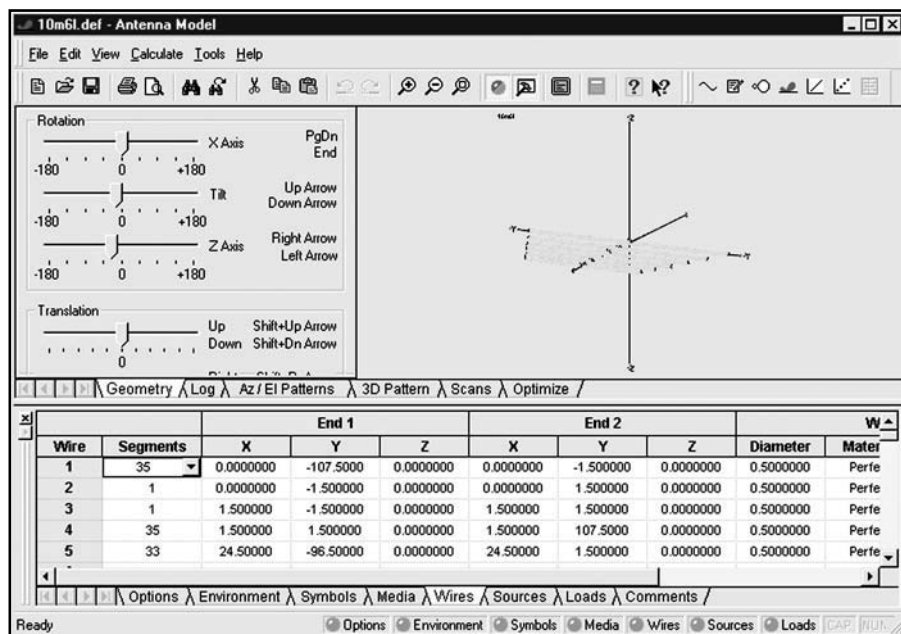 10m6l.def - Antenna Model
File Edit View Calculate Tools Help
Rotation
X Axis PgDn End
-180 0 +180
Tilt Up Arrow Down Arrow
-180 0 +180
Z Axis Right Arrow Left Arrow
-180 0 +180
Translation
Up Shift+Up Arrow
Down Shift+Dn Arrow
0
10m6l
Geometry Log Az / El Patterns 3D Pattern Scans Optimize
End 1 End 2 W
Wire Segments X Y Z X Y Z Diameter Mater
1 35 0.0000000 -107.5000 0.0000000 0.0000000 -1.500000 0.0000000 0.5000000 Perfe
2 1 0.0000000 -1.500000 0.0000000 0.0000000 1.500000 0.0000000 0.5000000 Perfe
3 1 1.500000 -1.500000 0.0000000 1.500000 1.500000 0.0000000 0.5000000 Perfe
4 35 1.500000 1.500000 0.0000000 1.500000 107.5000 0.0000000 0.5000000 Perfe
5 33 24.50000 -96.50000 0.0000000 24.50000 1.500000 0.0000000 0.5000000 Perfe
Options Environment Symbols Media Wires Sources Loads Comments
Ready Options Environment Symbols Media Wires Sources Loads CAP NUM